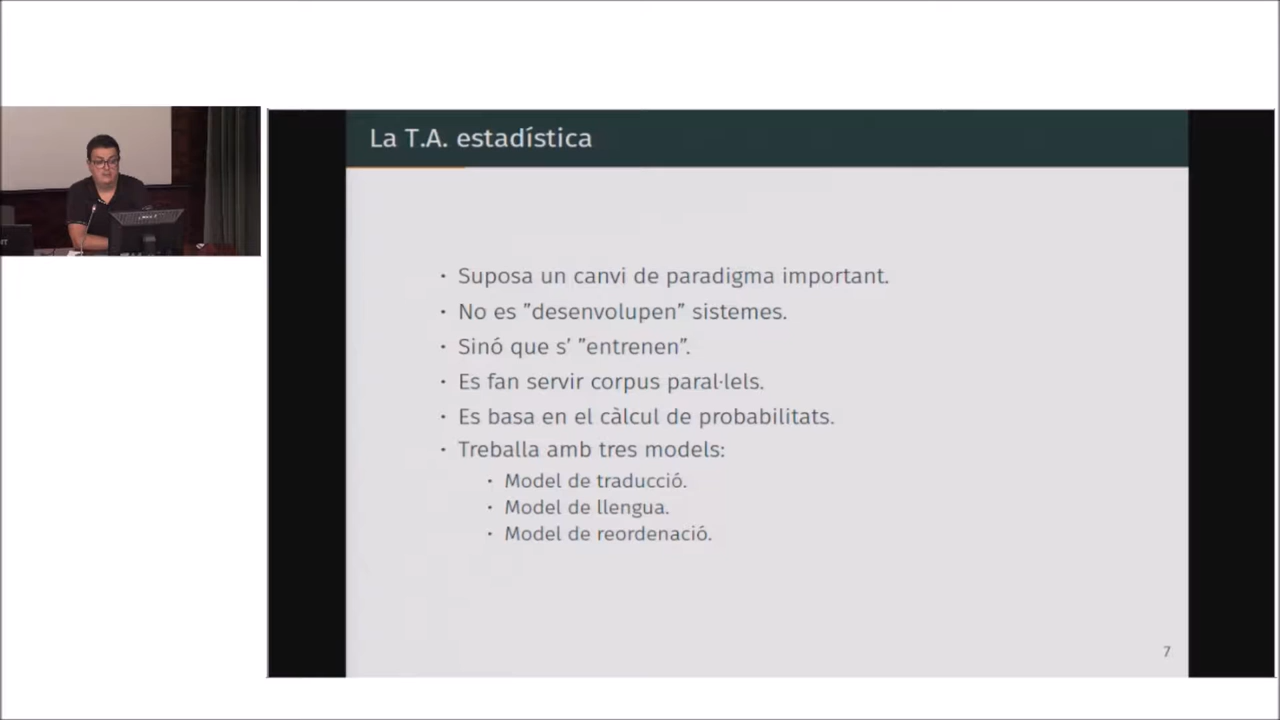 La T.A. estadística
· Suposa un canvi de paradigma important.
· No es ”desenvolupen” sistemes.
· Sinó que s’ ”entrenen”.
· Es fan servir corpus paral·lels.
· Es basa en el càlcul de probabilitats.
· Treballa amb tres models:
· Model de traducció.
· Model de llengua.
· Model de reordenació.
7